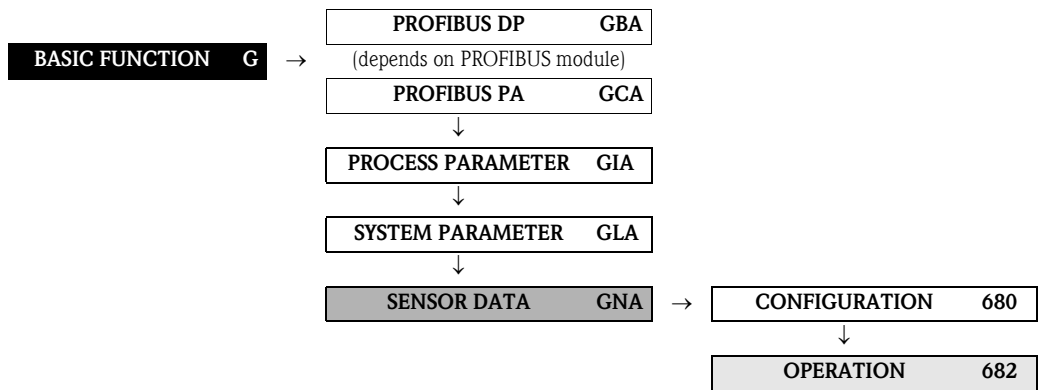 PROFIBUS DP GBA
BASIC FUNCTION G → (depends on PROFIBUS module)
PROFIBUS PA GCA
↓
PROCESS PARAMETER GIA
↓
SYSTEM PARAMETER GLA
↓
SENSOR DATA GNA → CONFIGURATION 680
↓
OPERATION 682